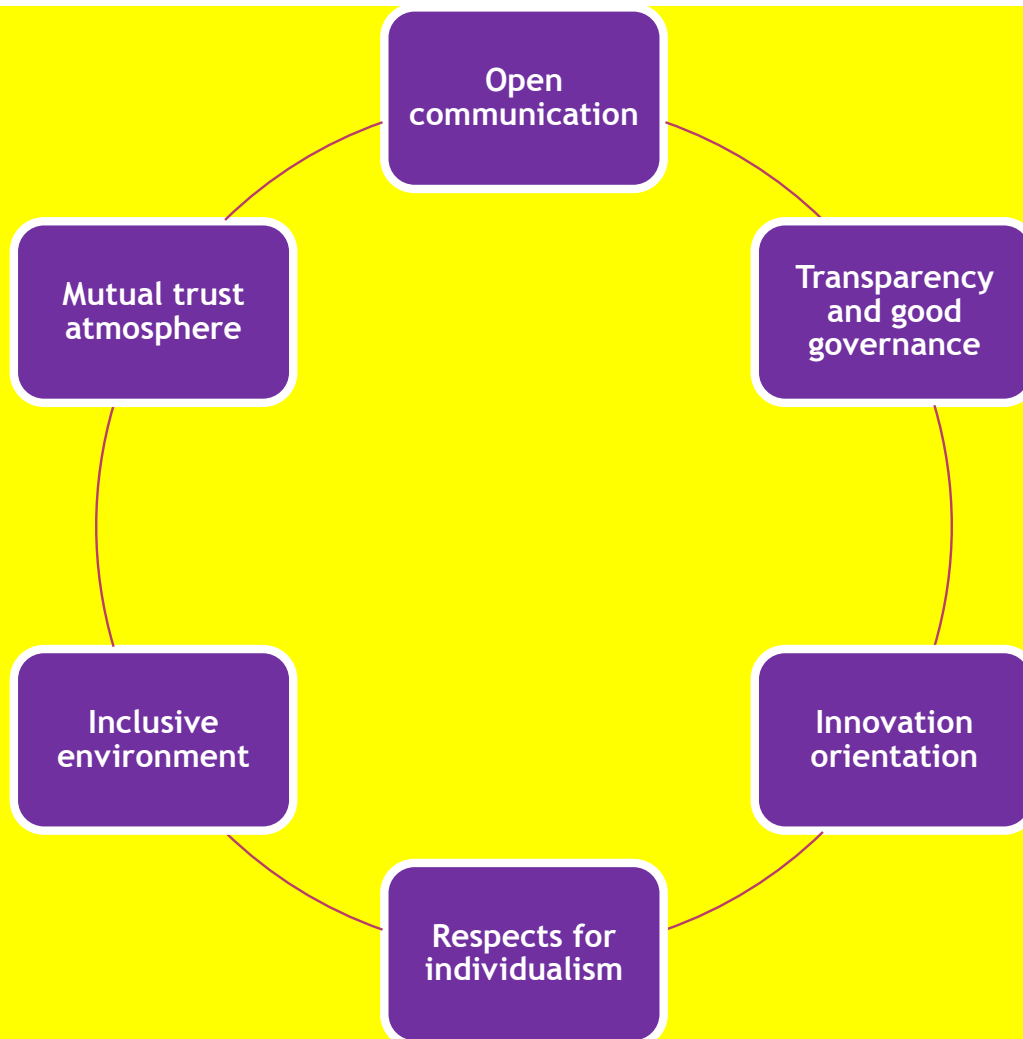 Open
communication
Transparency
and good
governance
Innovation
orientation
Respects for
individualism
Inclusive
environment
Mutual trust
atmosphere